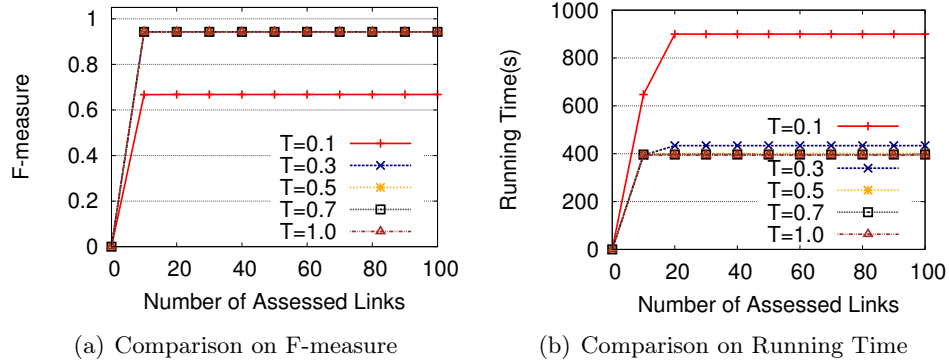 1
0.8
0.6
0.4
0.2
0
F-measure
T=0.1
T=0.3
T=0.5
T=0.7
T=1.0
0 20 40 60 80 100
Number of Assessed Links
(a) Comparison on F-measure
1000
800
600
400
200
0
Running Time(s)
T=0.1
T=0.3
T=0.5
T=0.7
T=1.0
0 20 40 60 80 100
Number of Assessed Links
(b) Comparison on Running Time